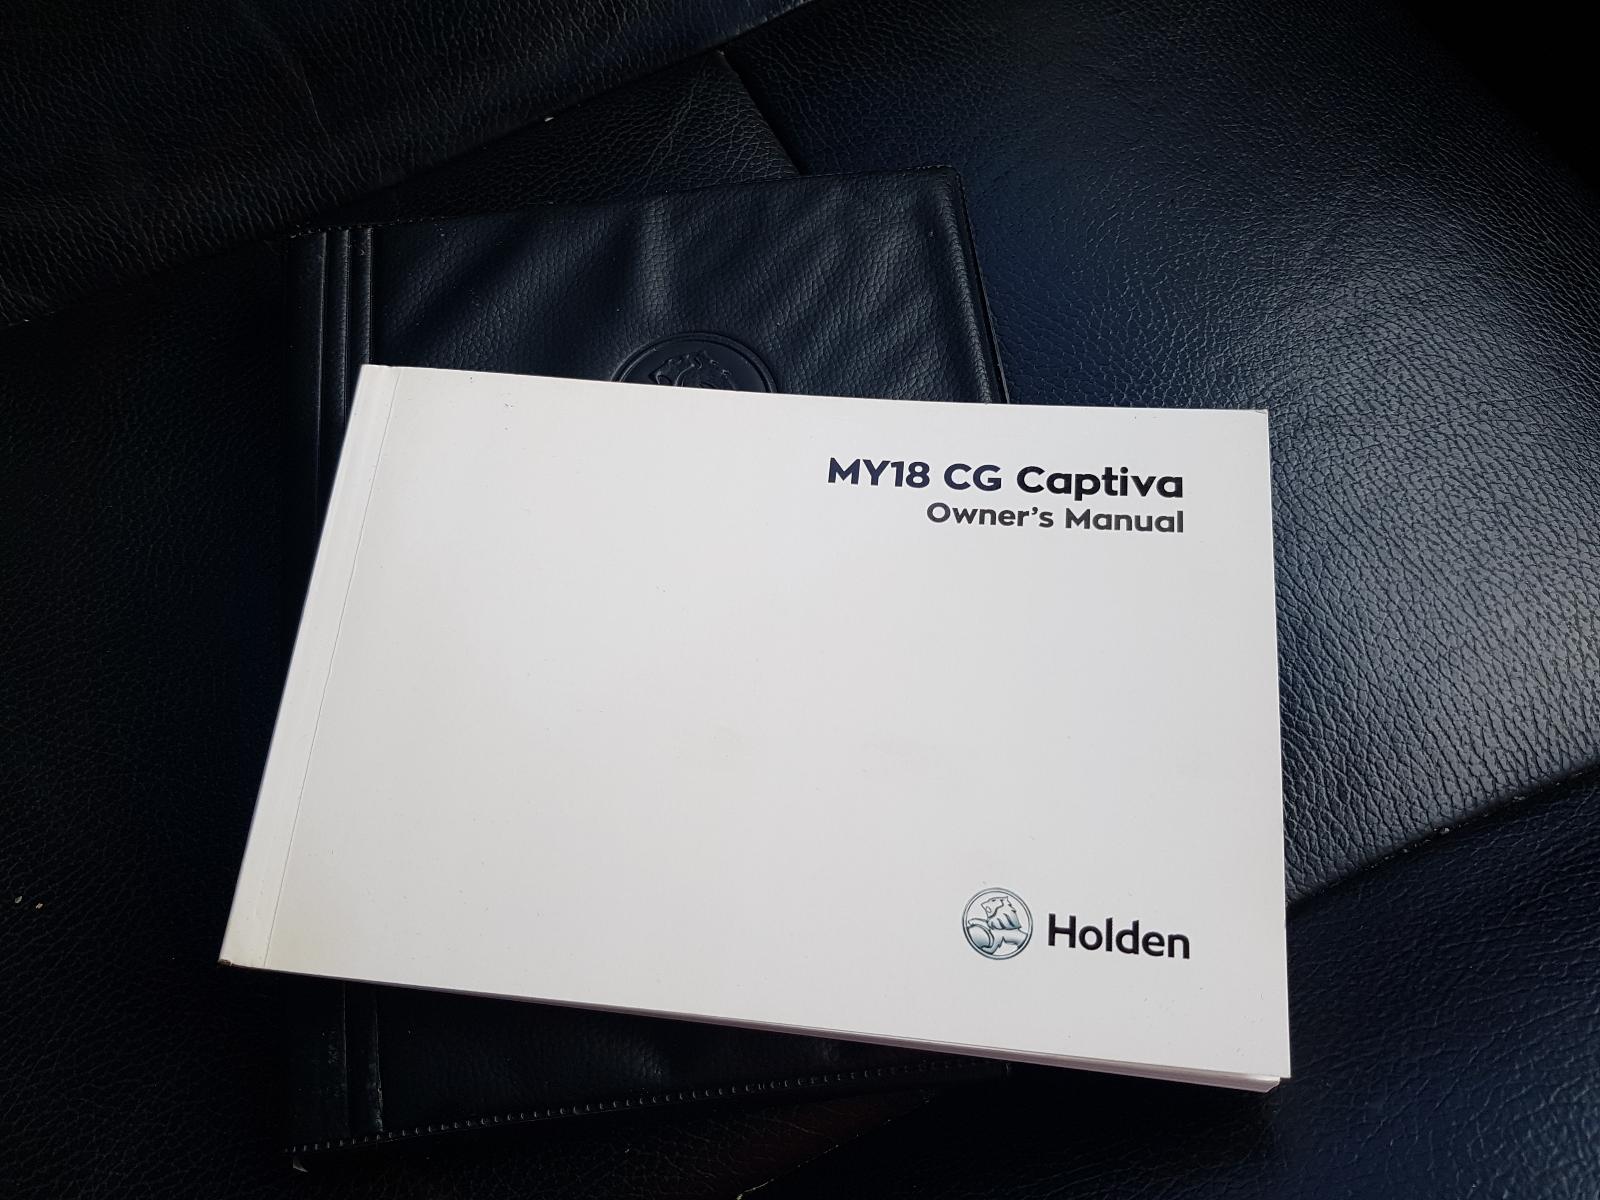 MY18 CG Captiva
Owner's Manual
Holden